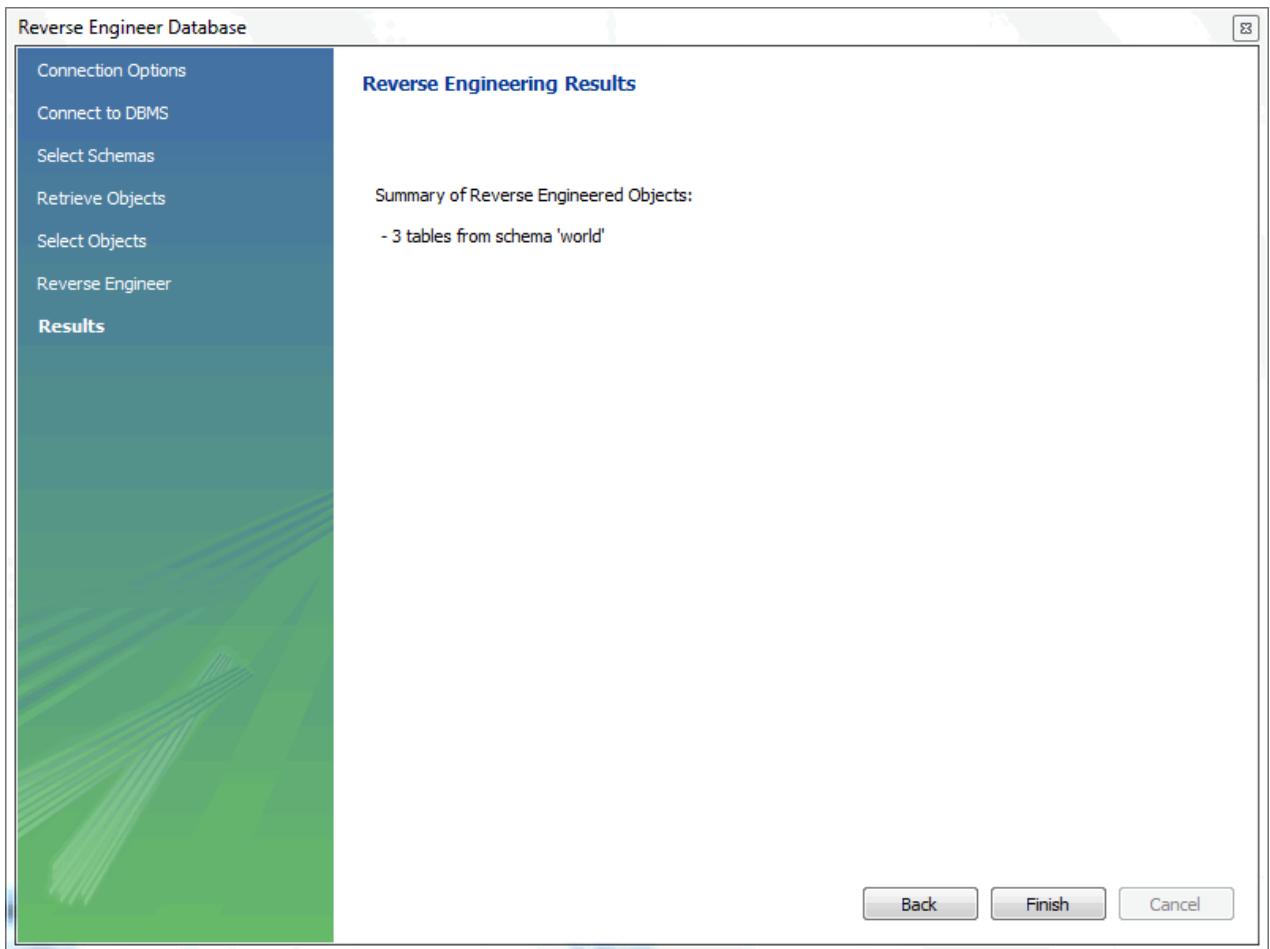 Reverse Engineer Database
Connection Options
Connect to DBMS
Select Schemas
Retrieve Objects
Select Objects
Reverse Engineer
Results
Reverse Engineering Results
Summary of Reverse Engineered Objects:
- 3 tables from schema 'world'
Back Finish Cancel